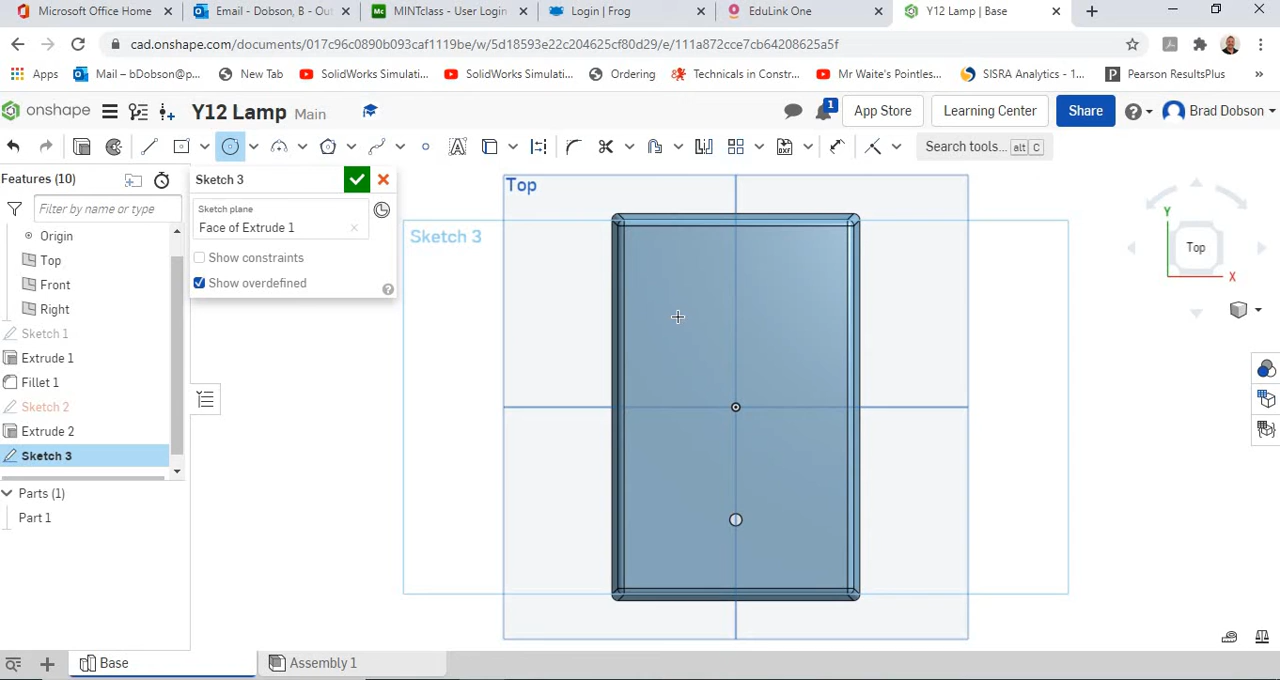 Microsoft Office Home
Email - Dobson, B - Out
MINTclass - User Login
Login | Frog
EduLink One
Y12 Lamp | Base
cad.onshape.com/documents/017c96c0890b093caf1119be/w/5d18593e22c204625cf80d29/e/111a872cce7cb64208625a5f
Apps
Mail – bDobson@p...
New Tab
SolidWorks Simulati...
SolidWorks Simulati...
Ordering
Technicals in Constr...
Mr Waite's Pointles...
SISRA Analytics - 1...
Pearson ResultsPlus
»
onshape
Y12 Lamp Main
1
App Store
Learning Center
Share
Brad Dobson
Search tools... alt C
Features (10)
Filter by name or type
Origin
Top
Front
Right
Sketch 1
Extrude 1
Fillet 1
Sketch 2
Extrude 2
Sketch 3
Parts (1)
Part 1
Sketch 3
Sketch plane
Face of Extrude 1
Show constraints
Show overdefined
Top
Sketch 3
Y
Top
X
Base
Assembly 1